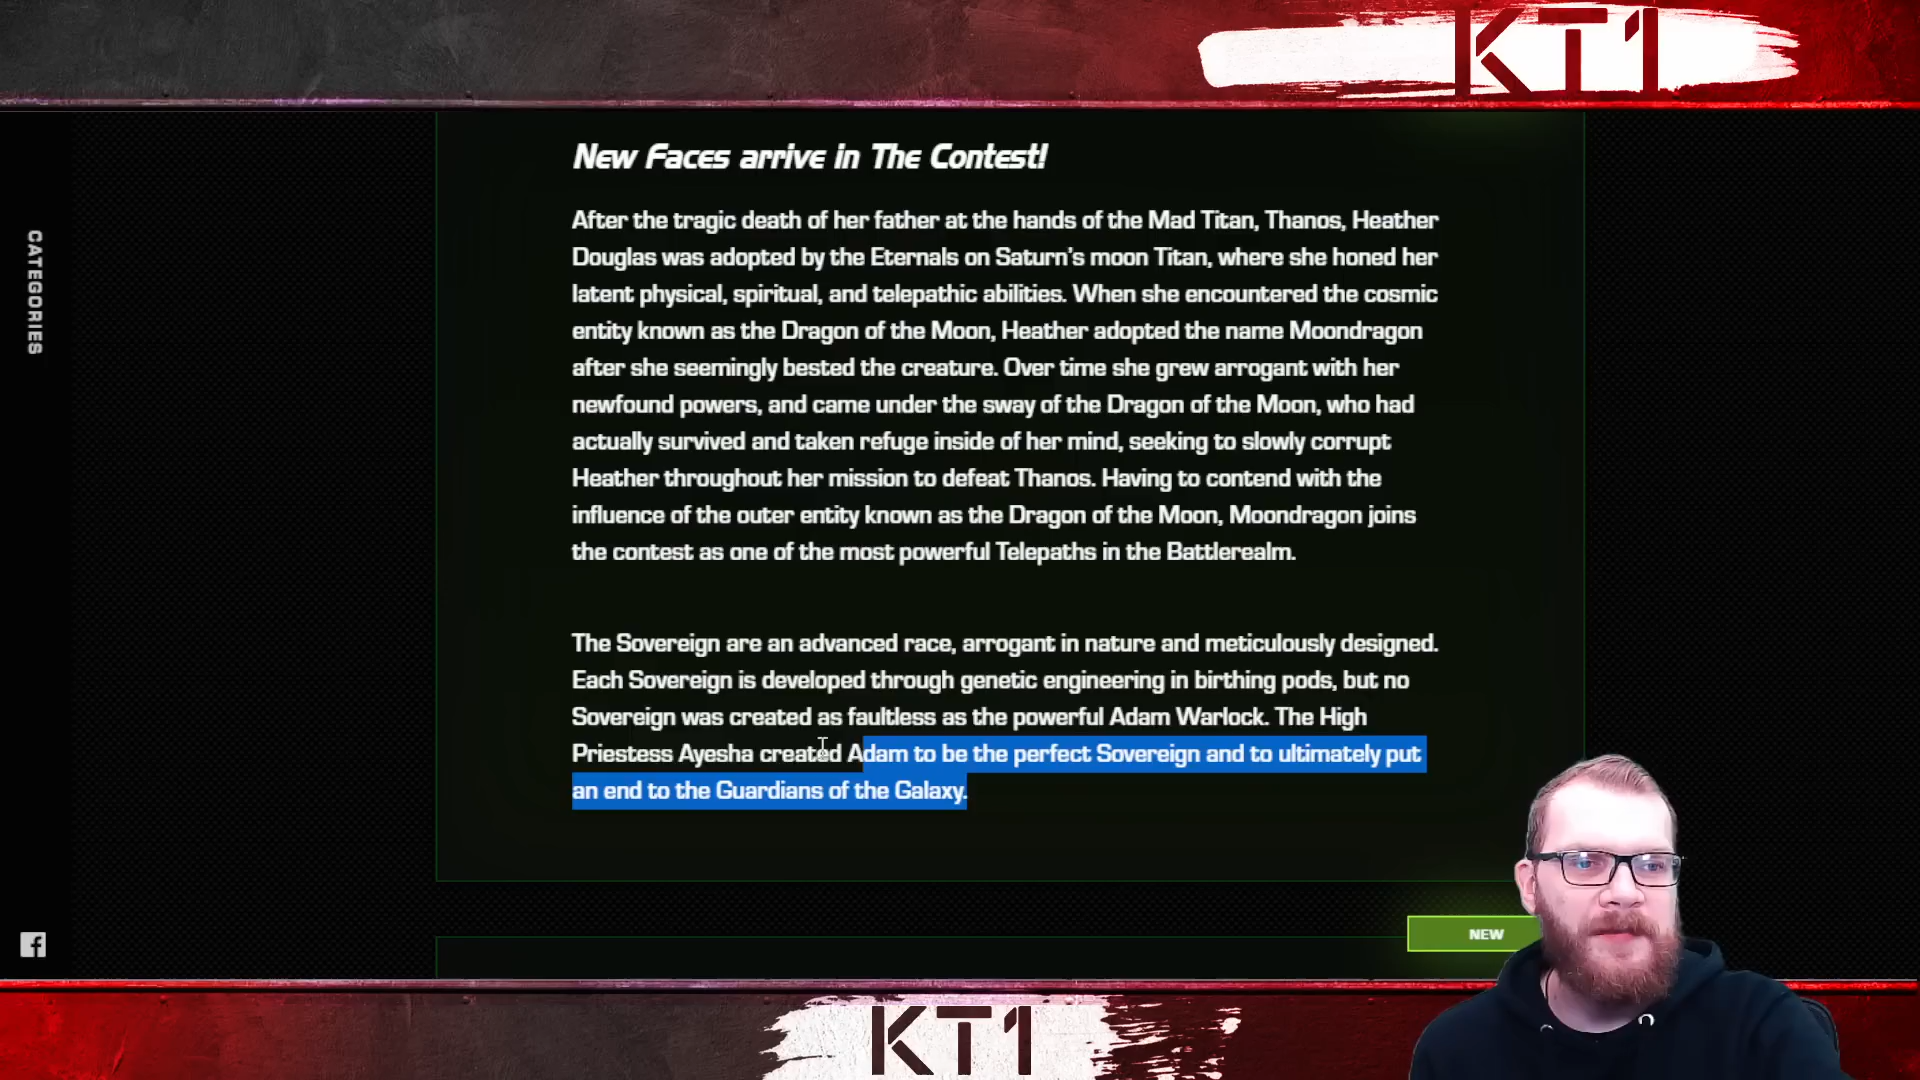 KT1
New Faces arrive in The Contest!
After the tragic death of her father at the hands of the Mad Titan, Thanos, Heather
Douglas was adopted by the Eternals on Saturn's moon Titan, where she honed her
latent physical, spiritual, and telepathic abilities. When she encountered the cosmic
entity known as the Dragon of the Moon, Heather adopted the name Moondragon
after she seemingly bested the creature. Over time she grew arrogant with her
newfound powers, and came under the sway of the Dragon of the Moon, who had
actually survived and taken refuge inside of her mind, seeking to slowly corrupt
Heather throughout her mission to defeat Thanos. Having to contend with the
influence of the outer entity known as the Dragon of the Moon, Moondragon joins
the contest as one of the most powerful Telepaths in the Battlerealm.
The Sovereign are an advanced race, arrogant in nature and meticulously designed.
Each Sovereign is developed through genetic engineering in birthing pods, but no
Sovereign was created as faultless as the powerful Adam Warlock. The High
Priestess Ayesha created Adam to be the perfect Sovereign and to ultimately put
an end to the Guardians of the Galaxy.
CATEGORIES
NEW
KT1